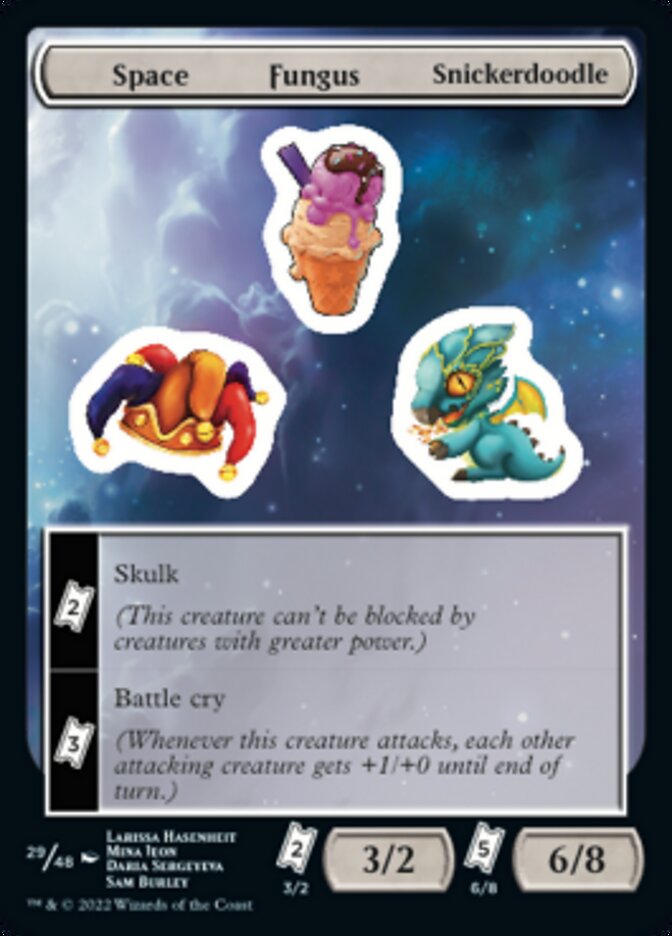 Space Fungus Snickerdoodle
2
Skulk
(This creature can't be blocked by
creatures with greater power.)
3
Battle cry
(Whenever this creature attacks, each other
attacking creature gets +1/+0 until end of
turn.)
29/48
Larissa Hasenheit
Mina Jeon
Daria Sergeyeva
Sam Burley
2
3/2
3/2
5
6/8
6/8
™ & © 2022 Wizards of the Coast